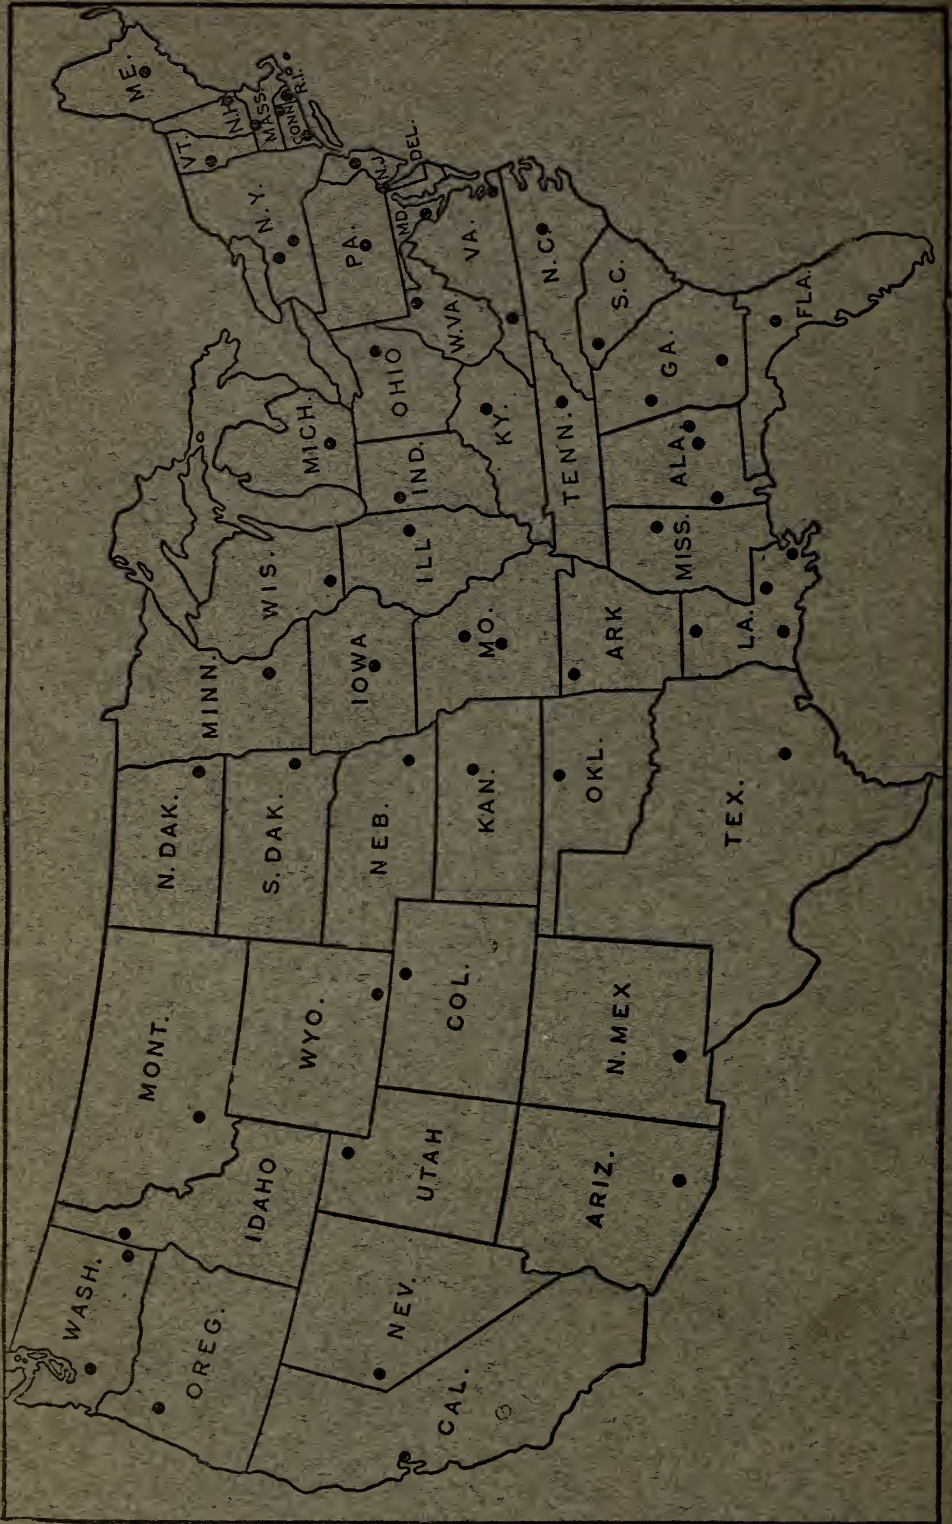 WASH.
OREG.
CAL.
NEV.
IDAHO
MONT.
WYO.
UTAH
ARIZ.
COL.
N.MEX
N.DAK.
S.DAK.
NEB.
KAN.
OKL.
TEX.
MINN.
IOWA
MO.
ARK
LA.
WIS.
ILL
MICH.
IND.
OHIO
KY.
TENN.
MISS.
ALA.
GA.
FLA.
S.C.
N.C.
VA.
W.VA.
MD.
DEL.
PA.
N.J.
N.Y.
VT.
N.H.
ME.
MASS.
CONN.
R.I.